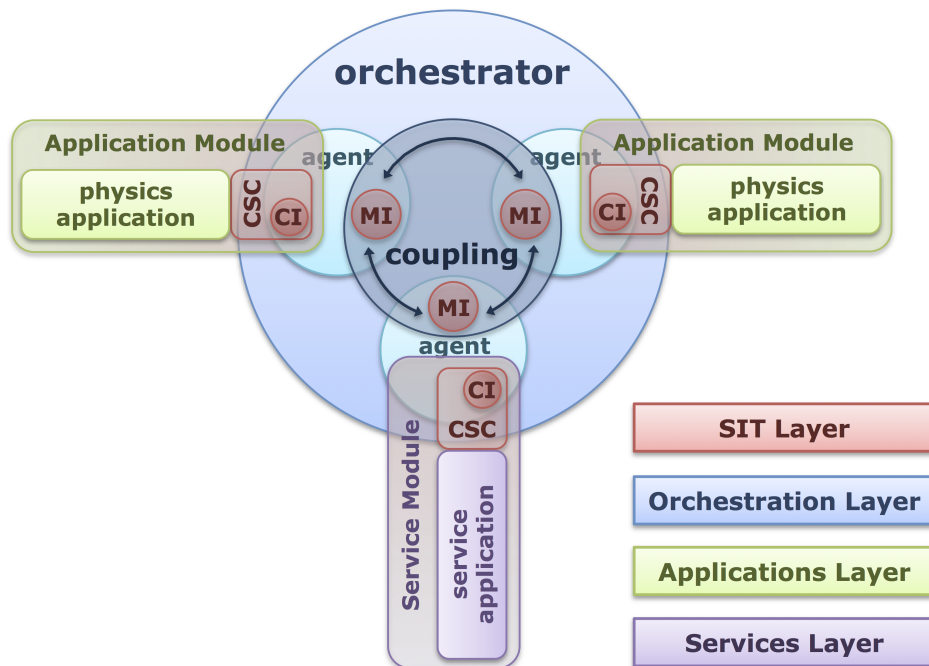 orchestrator
Application Module
physics
application
CSC
CI
agent
MI
agent
MI
Application Module
CI
CSC
physics
application
coupling
MI
agent
CI
CSC
Service Module
service
application
SIT Layer
Orchestration Layer
Applications Layer
Services Layer